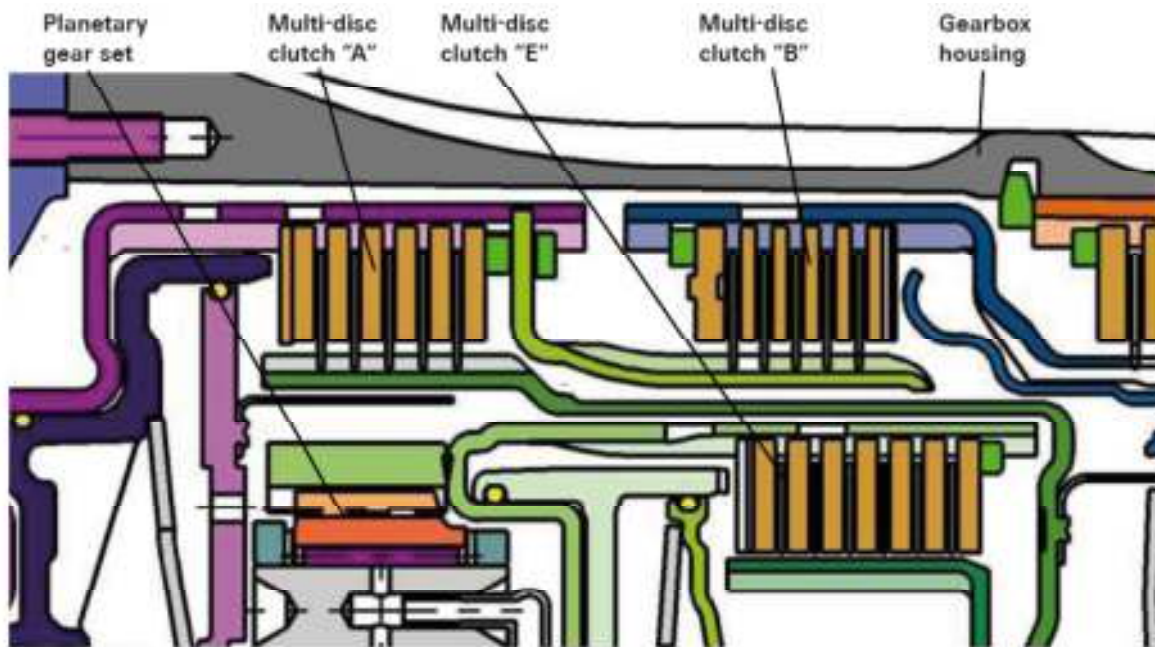 Planetary
gear set
Multi-disc
clutch "A"
Multi-disc
clutch "E"
Multi-disc
clutch "B"
Gearbox
housing